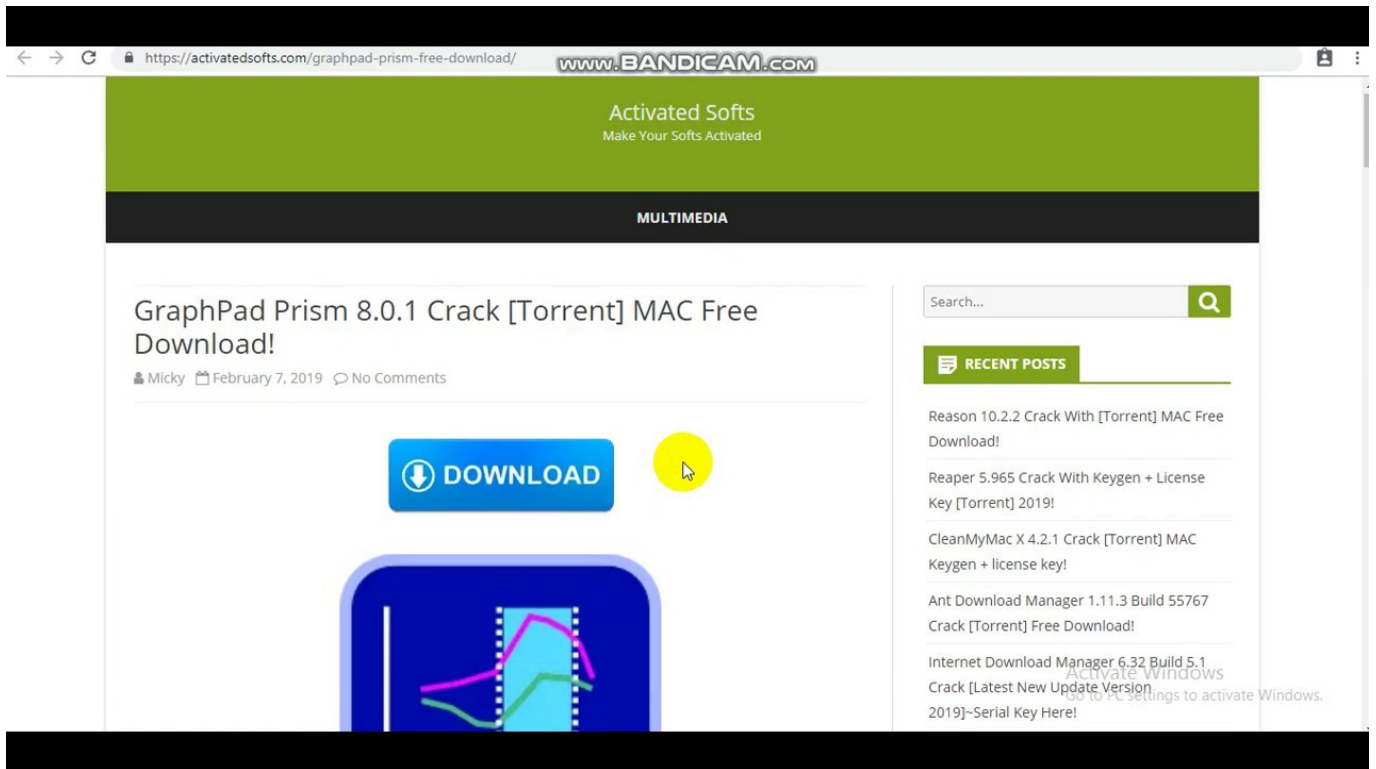 https://activatedsofts.com/graphpad-prism-free-download/
www.BANDICAM.com
Activated Softs
Make Your Softs Activated
MULTIMEDIA
GraphPad Prism 8.0.1 Crack [Torrent] MAC Free
Download!
Micky February 7, 2019 No Comments
DOWNLOAD
Search...
RECENT POSTS
Reason 10.2.2 Crack With [Torrent] MAC Free
Download!
Reaper 5.965 Crack With Keygen + License
Key [Torrent] 2019!
CleanMyMac X 4.2.1 Crack [Torrent] MAC
Keygen + license key!
Ant Download Manager 1.11.3 Build 55767
Crack [Torrent] Free Download!
Internet Download Manager 6.32 Build 5.1
Crack [Latest New Update Version
2019]~Serial Key Here!
Activate Windows
Go to PC settings to activate Windows.